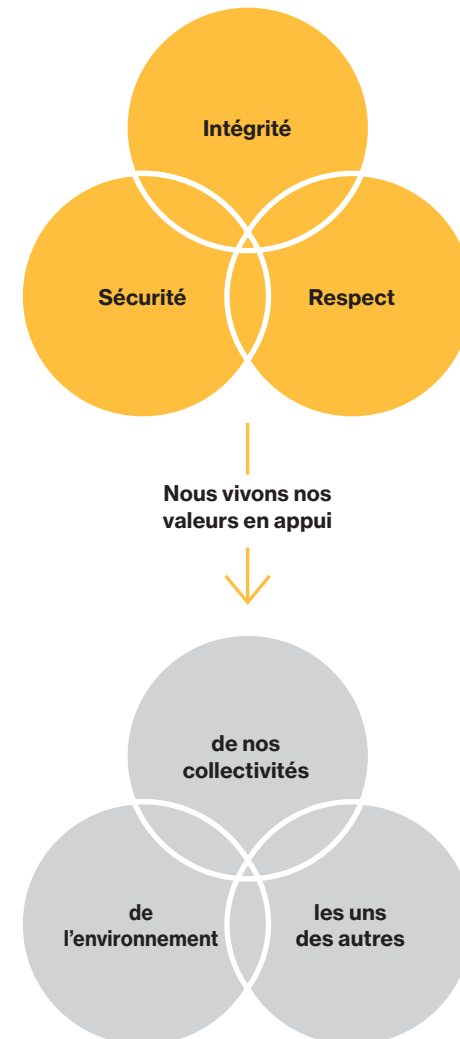 Intégrité
Sécurité
Respect
Nous vivons nos
valeurs en appui
de nos
collectivités
de
l’environnement
les uns
des autres